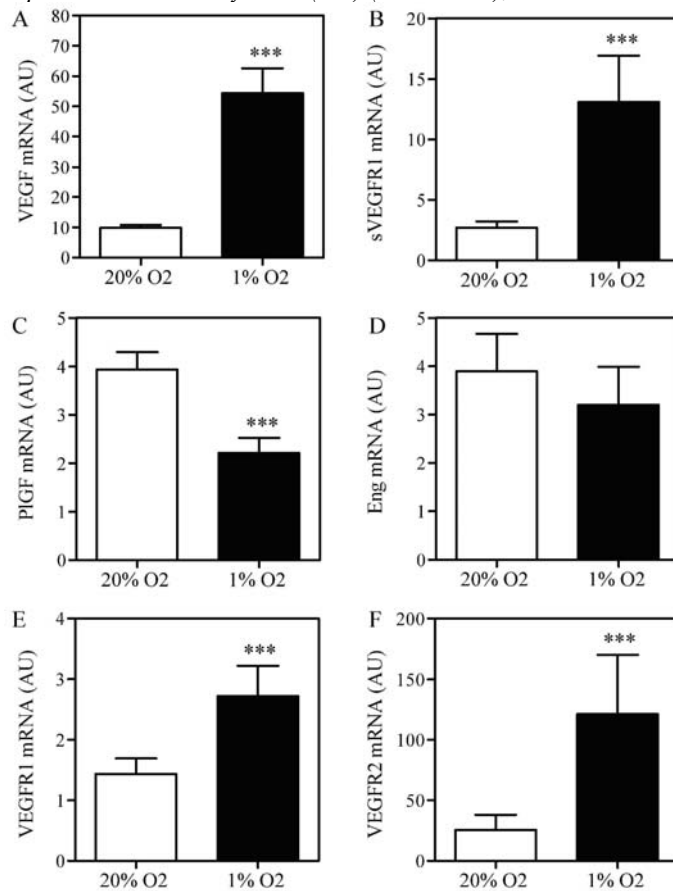 A
VEGF mRNA (AU)
80
70
60
50
40
30
20
10
0
***
20% O2 1% O2
B
sVEGFR1 mRNA (AU)
20
15
10
5
0
***
20% O2 1% O2
C
PlGF mRNA (AU)
5
4
3
2
1
0
***
20% O2 1% O2
D
Eng mRNA (AU)
5
4
3
2
1
0
20% O2 1% O2
E
VEGFR1 mRNA (AU)
4
3
2
1
0
***
20% O2 1% O2
F
VEGFR2 mRNA (AU)
200
150
100
50
0
***
20% O2 1% O2